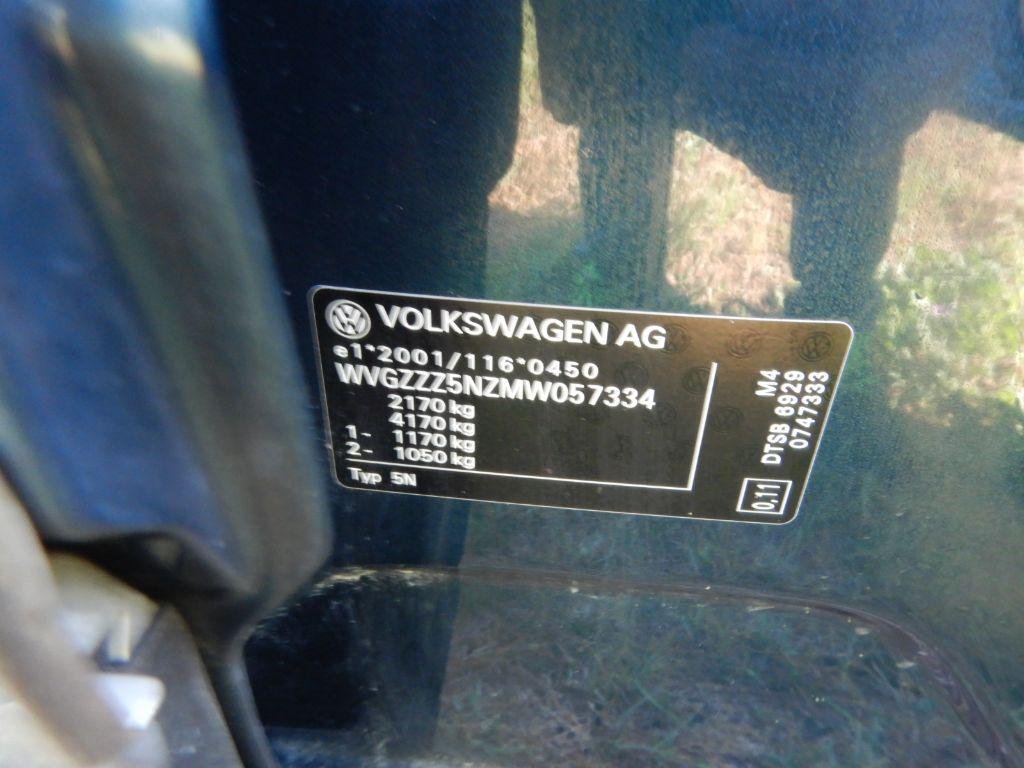 VOLKSWAGEN AG
e1*2001/116*0450
WVGZZZ5NZMW057334
2170 kg
4170 kg
1- 1170 kg
2- 1050 kg
Typ 5N
M4
DTSB 6929
0747333
0,11